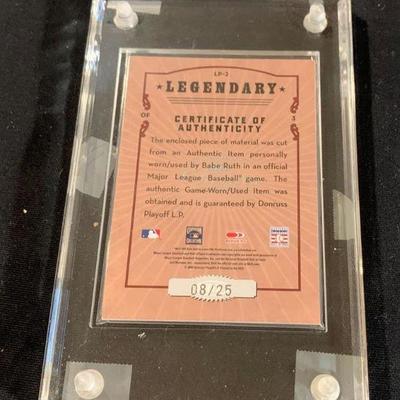 LP-2
★ LEGENDARY ★
CERTIFICATE OF
OF AUTHENTICITY 3
The enclosed piece of material was cut
from an Authentic Item personally
worn/used by Babe Ruth in an official
Major League Baseball® game. The
authentic Game-Worn/Used Item was
obtained and is guaranteed by Donruss
Playoff L.P.
08/25